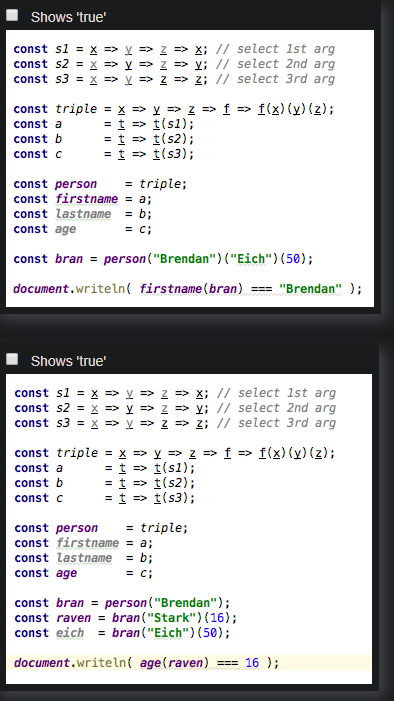 Shows 'true'
const s1 = x => y => z => x; // select 1st arg
const s2 = x => y => z => y; // select 2nd arg
const s3 = x => y => z => z; // select 3rd arg
const triple = x => y => z => f => f(x)(y)(z);
const a      = t => t(s1);
const b      = t => t(s2);
const c      = t => t(s3);
const person    = triple;
const firstname = a;
const lastname  = b;
const age       = c;
const bran = person("Brendan")("Eich")(50);
document.writeln( firstname(bran) === "Brendan" );
Shows 'true'
const s1 = x => y => z => x; // select 1st arg
const s2 = x => y => z => y; // select 2nd arg
const s3 = x => y => z => z; // select 3rd arg
const triple = x => y => z => f => f(x)(y)(z);
const a      = t => t(s1);
const b      = t => t(s2);
const c      = t => t(s3);
const person    = triple;
const firstname = a;
const lastname  = b;
const age       = c;
const bran = person("Brendan");
const raven = bran("Stark")(16);
const eich  = bran("Eich")(50);
document.writeln( age(raven) === 16 );